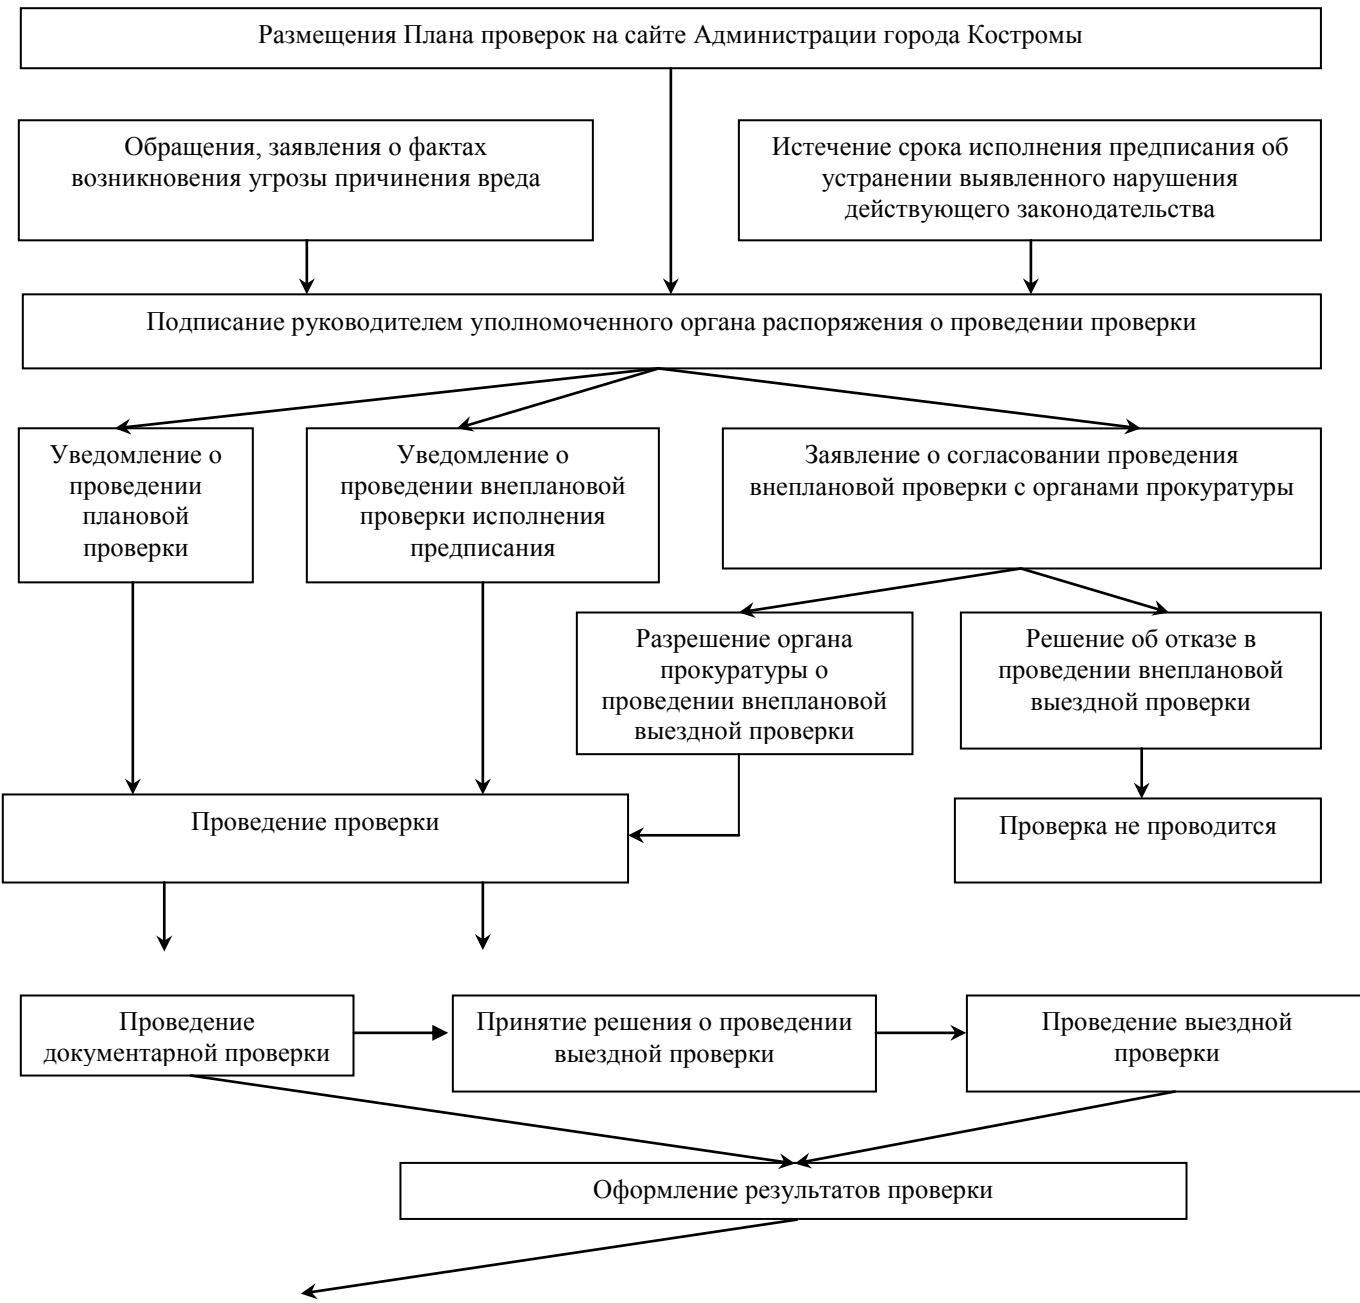 Размещения Плана проверок на сайте Администрации города Костромы
Обращения, заявления о фактах
возникновения угрозы причинения вреда
Истечение срока исполнения предписания об
устранении выявленного нарушения
действующего законодательства
Подписание руководителем уполномоченного органа распоряжения о проведении проверки
Уведомление о
проведении
плановой
проверки
Уведомление о
проведении внеплановой
проверки исполнения
предписания
Заявление о согласовании проведения
внеплановой проверки с органами прокуратуры
Разрешение органа
прокуратуры о
проведении внеплановой
выездной проверки
Решение об отказе в
проведении внеплановой
выездной проверки
Проведение проверки
Проверка не проводится
Проведение
документарной проверки
Принятие решения о проведении
выездной проверки
Проведение выездной
проверки
Оформление результатов проверки